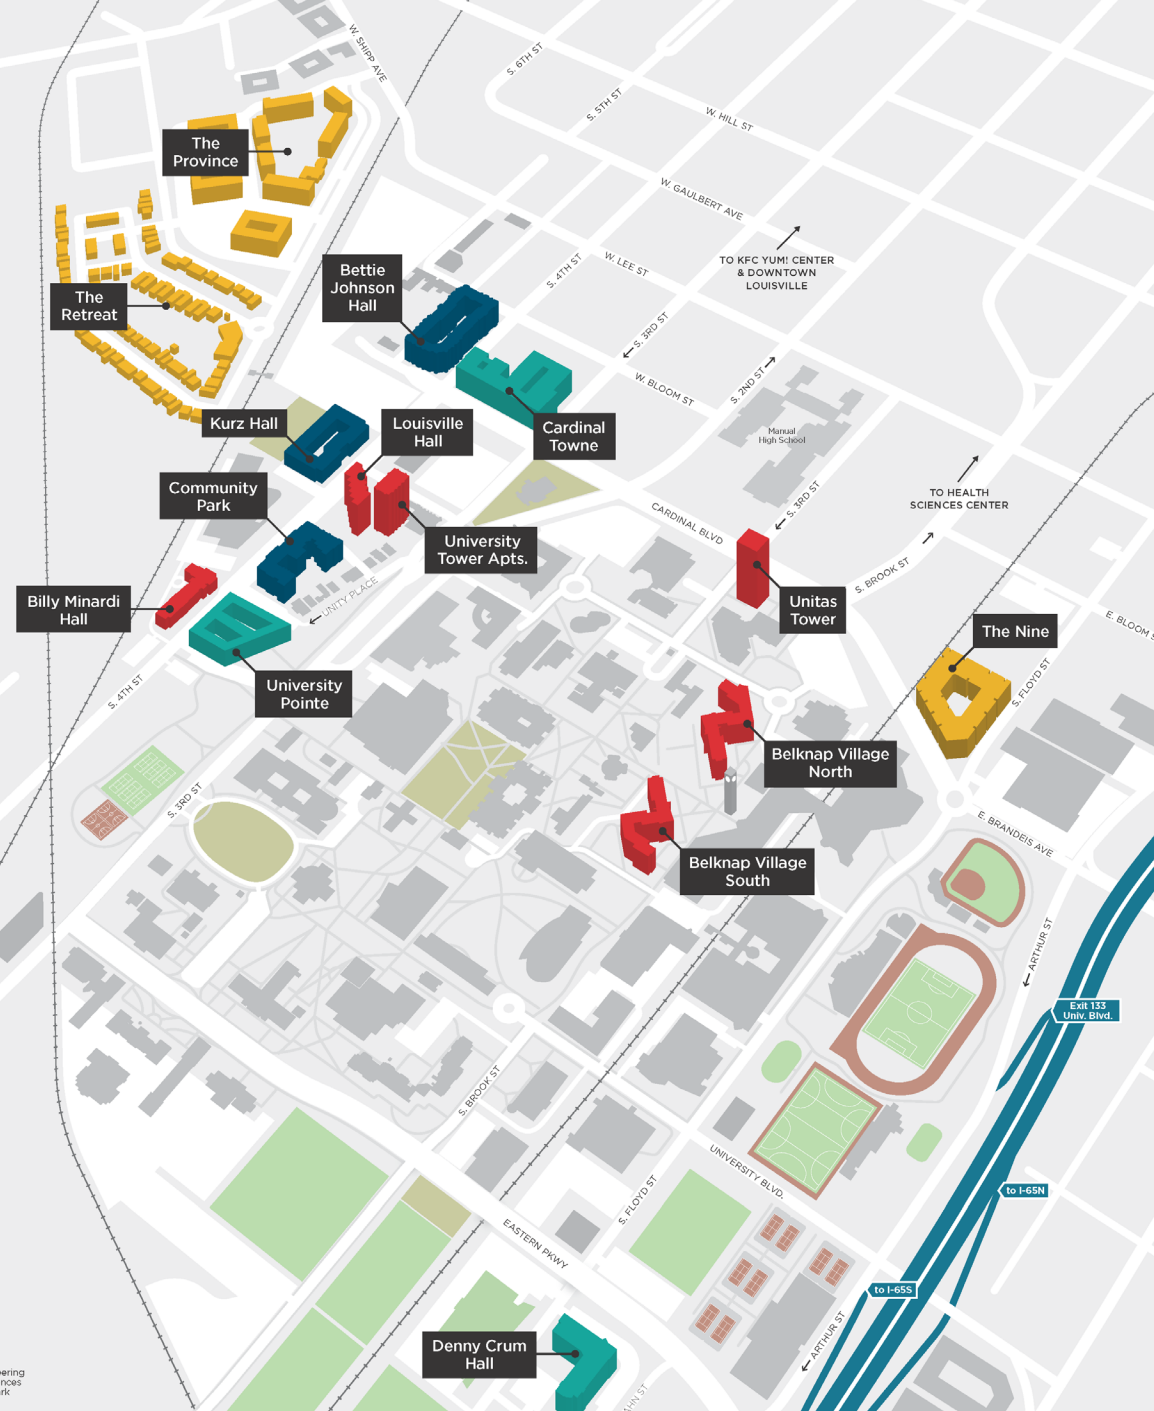 W. SHIPP AVE
S. 6TH ST
S. 5TH ST
W. HILL ST
The
Province
W. GAULBERT AVE
TO KFC YUM! CENTER
& DOWNTOWN
LOUISVILLE
S. 4TH ST
W. LEE ST
Bettie
Johnson
Hall
The
Retreat
S. 3RD ST
W. BLOOM ST
S. 2ND ST
Kurz Hall
Louisville
Hall
Cardinal
Towne
Manual
High School
Community
Park
TO HEALTH
SCIENCES CENTER
S. 3RD ST
CARDINAL BLVD
University
Tower Apts.
S. BROOK ST
Billy Minardi
Hall
UNITY PLACE
Unitas
Tower
The Nine
E. BLOOM S
S. FLOYD ST
University
Pointe
S. 4TH ST
Belknap Village
North
S. 3RD ST
E. BRANDEIS AVE
Belknap Village
South
ARTHUR ST
Exit 133
Univ. Blvd.
S. BROOK ST
UNIVERSITY BLVD.
to I-65N
S. FLOYD ST
EASTERN PKWY
to I-65S
ARTHUR ST
Denny Crum
Hall
eering
nces
rk
AHN ST